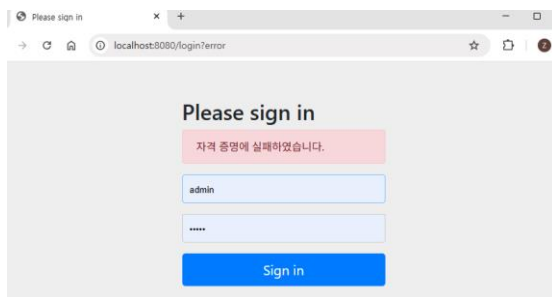 Please sign in
localhost:8080/login?error
Please sign in
자격 증명에 실패하였습니다.
admin
•••••
Sign in